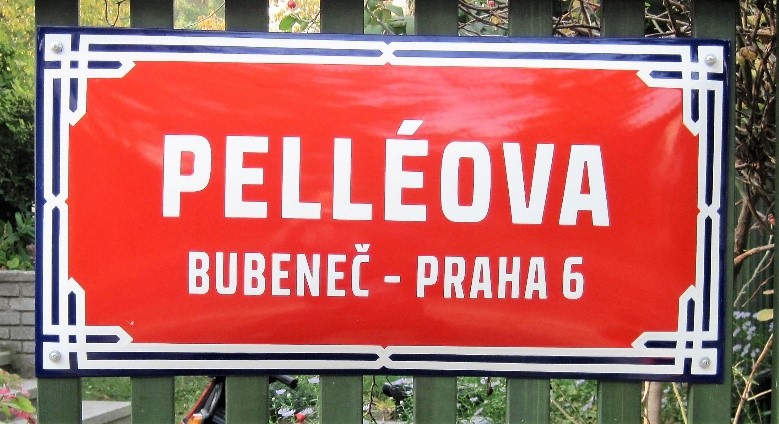 PELLÉOVA
BUBENEČ - PRAHA 6